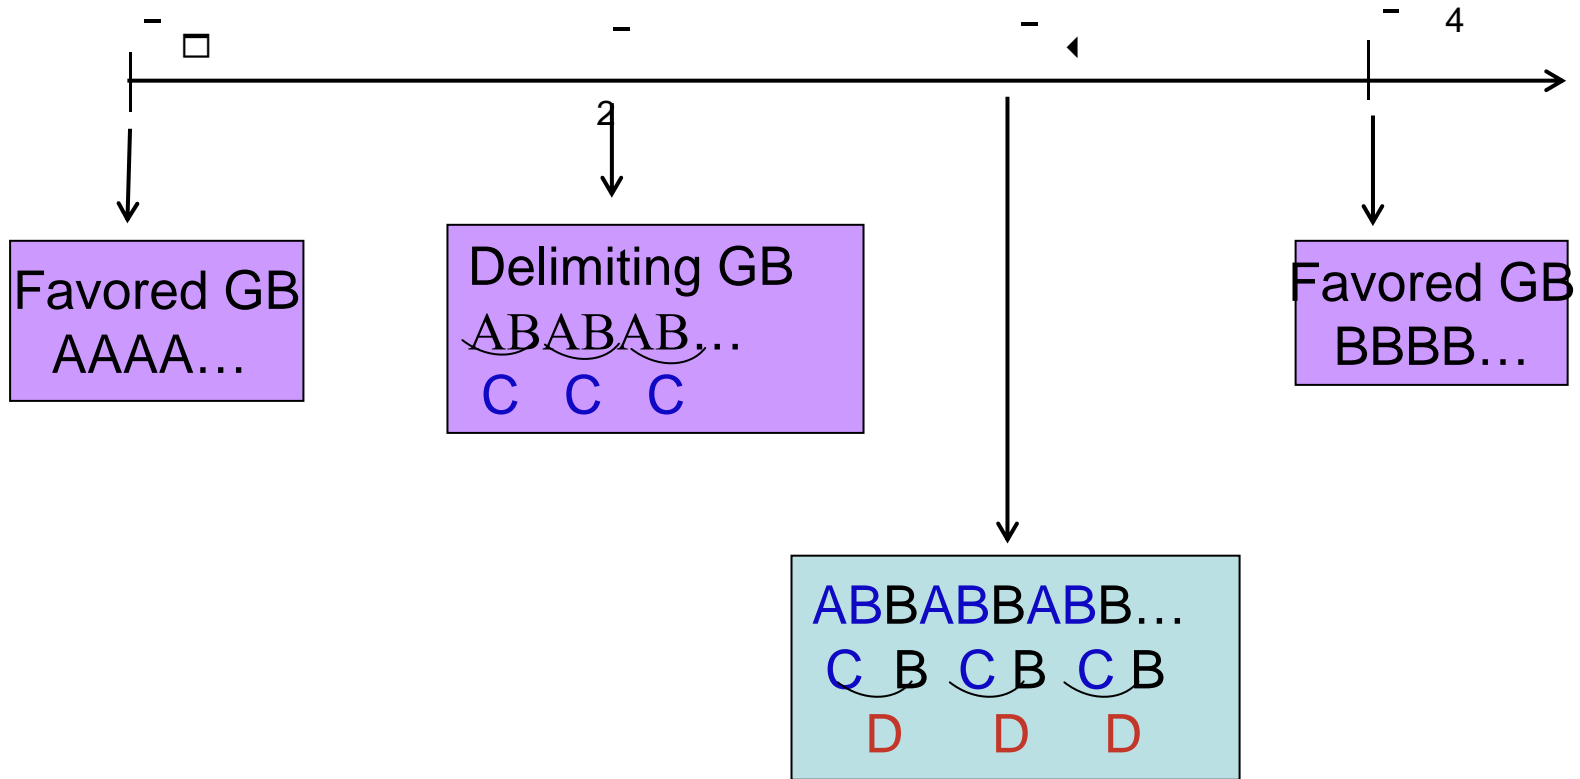 4
2
Favored GB
AAAA…
Delimiting GB
ABABAB…
C C C
Favored GB
BBBB…
ABBABBABB…
C B C B C B
D D D